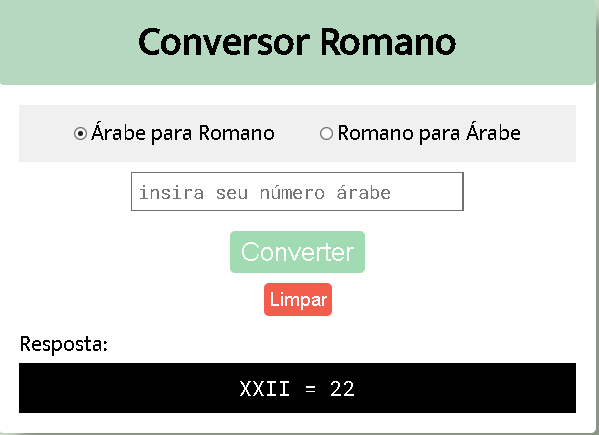 Conversor Romano
Árabe para Romano Romano para Árabe
insira seu número árabe
Converter
Limpar
Resposta:
XXII = 22